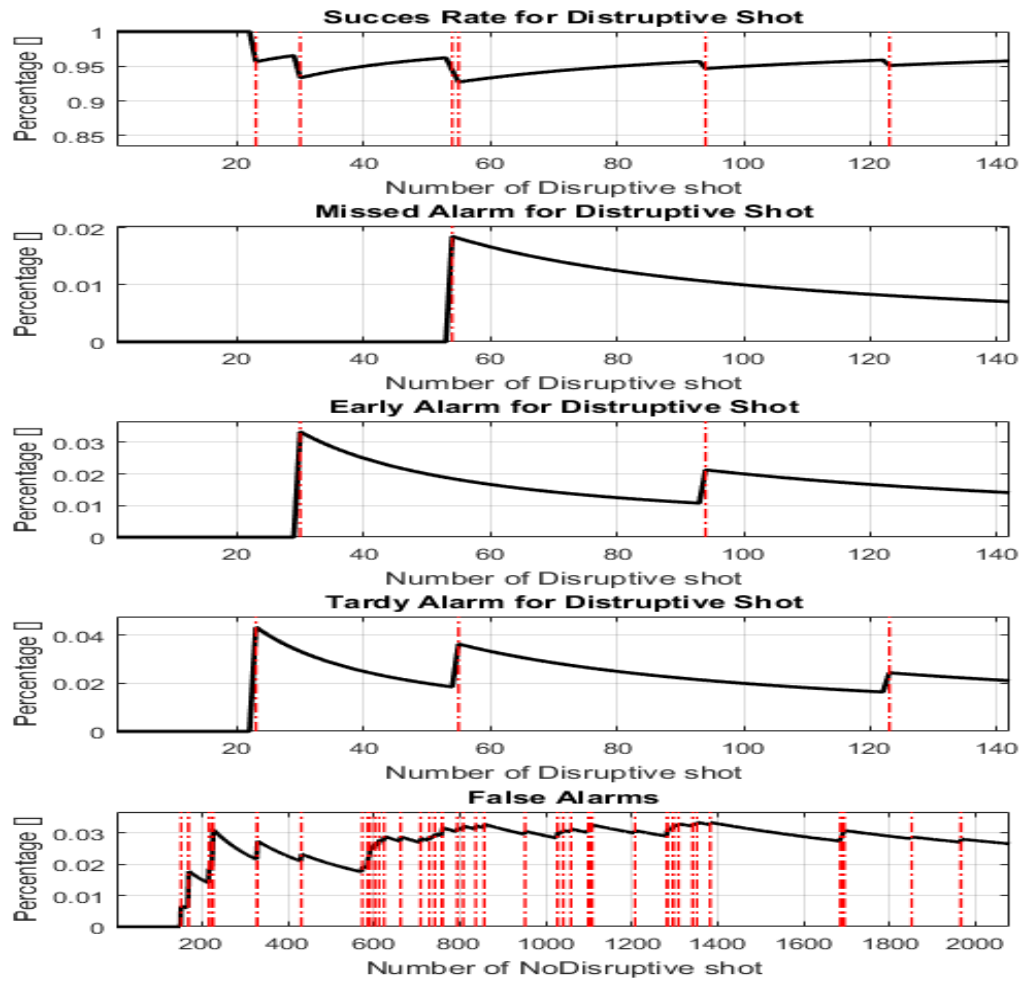 Succes Rate for Distruptive Shot
Percentage []
1
0.95
0.9
0.85
20 40 60 80 100 120 140
Number of Disruptive shot
Missed Alarm for Distruptive Shot
Percentage []
0.02
0.01
0
20 40 60 80 100 120 140
Number of Disruptive shot
Early Alarm for Distruptive Shot
Percentage []
0.03
0.02
0.01
0
20 40 60 80 100 120 140
Number of Disruptive shot
Tardy Alarm for Distruptive Shot
Percentage []
0.04
0.02
0
20 40 60 80 100 120 140
Number of Disruptive shot
False Alarms
Percentage []
0.03
0.02
0.01
0
200 400 600 800 1000 1200 1400 1600 1800 2000
Number of NoDisruptive shot